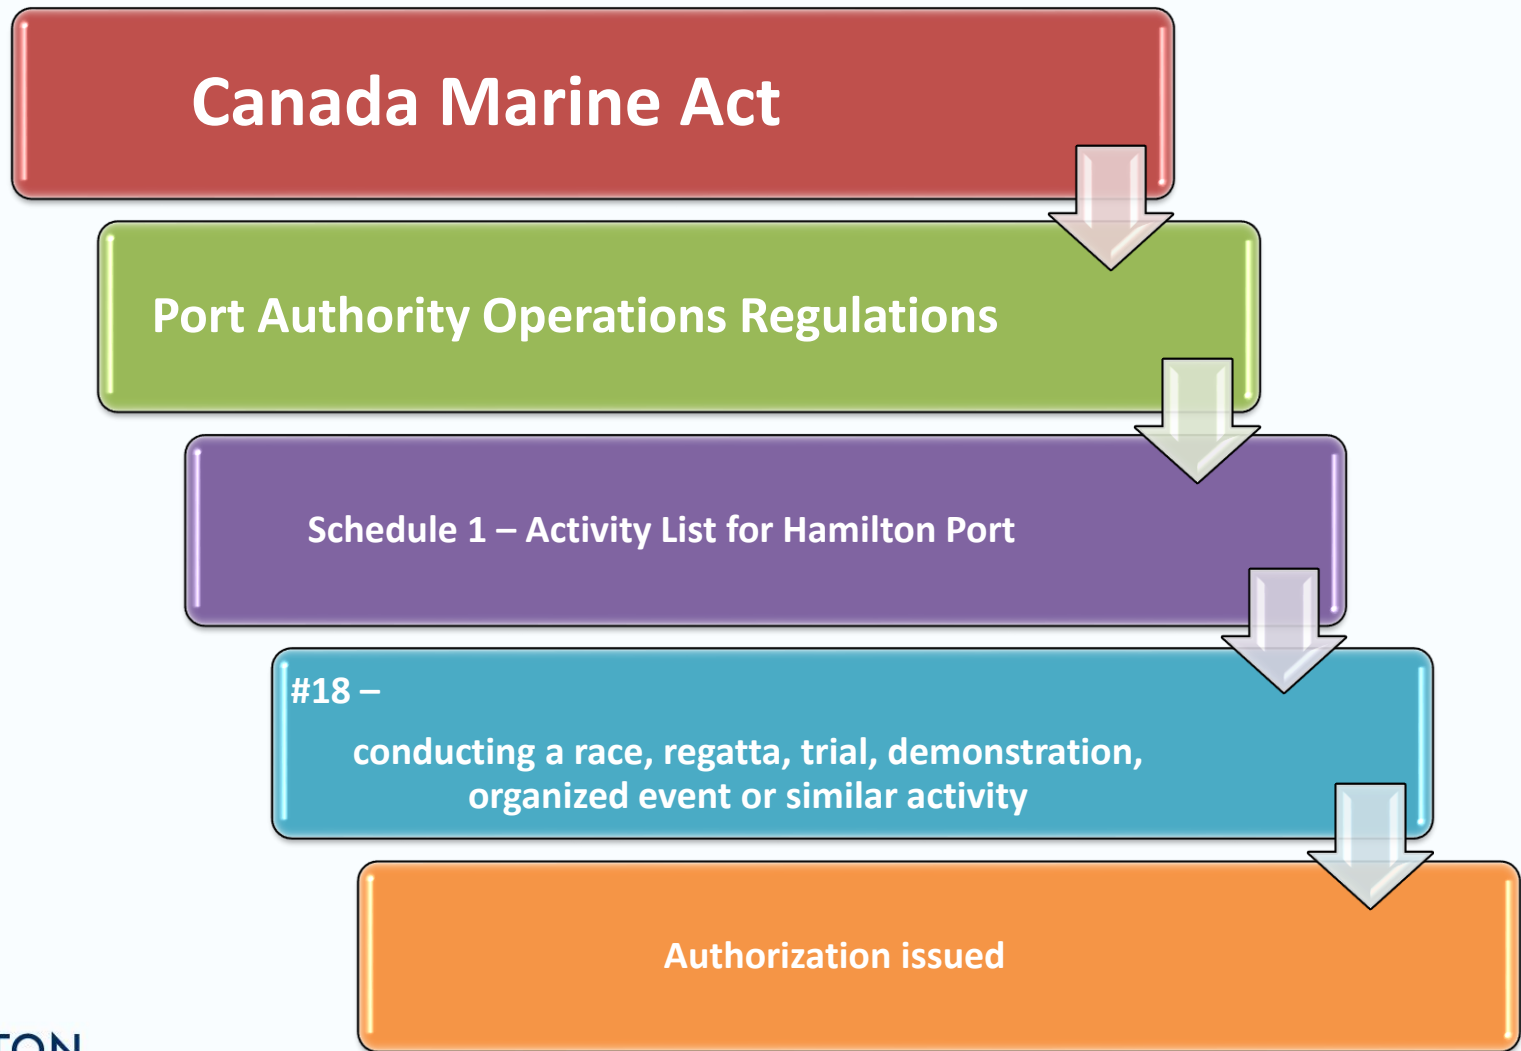 Canada Marine Act
Port Authority Operations Regulations
Schedule 1 – Activity List for Hamilton Port
#18 –
conducting a race, regatta, trial, demonstration,
organized event or similar activity
Authorization issued